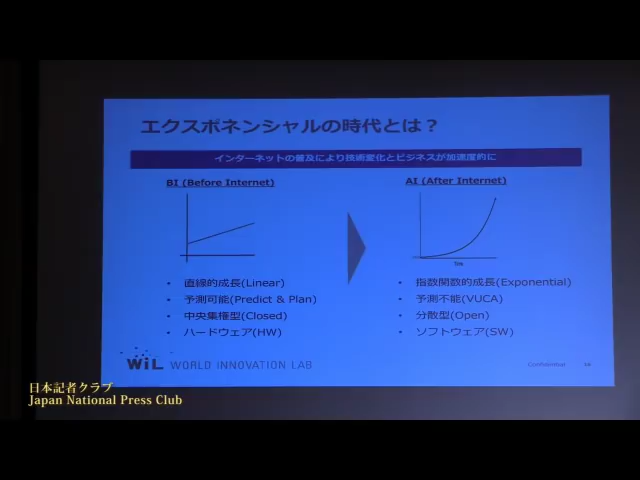 エクスポネンシャルの時代とは？
インターネットの普及により技術変化とビジネスが加速度的に
BI (Before Internet)
AI (After Internet)
Time
・ 直線的成長(Linear)
・ 予測可能(Predict & Plan)
・ 中央集権型(Closed)
・ ハードウェア(HW)
・ 指数関数的成長(Exponential)
・ 予測不能(VUCA)
・ 分散型(Open)
・ ソフトウェア(SW)
WiL WORLD INNOVATION LAB
Confidential
日本記者クラブ
Japan National Press Club